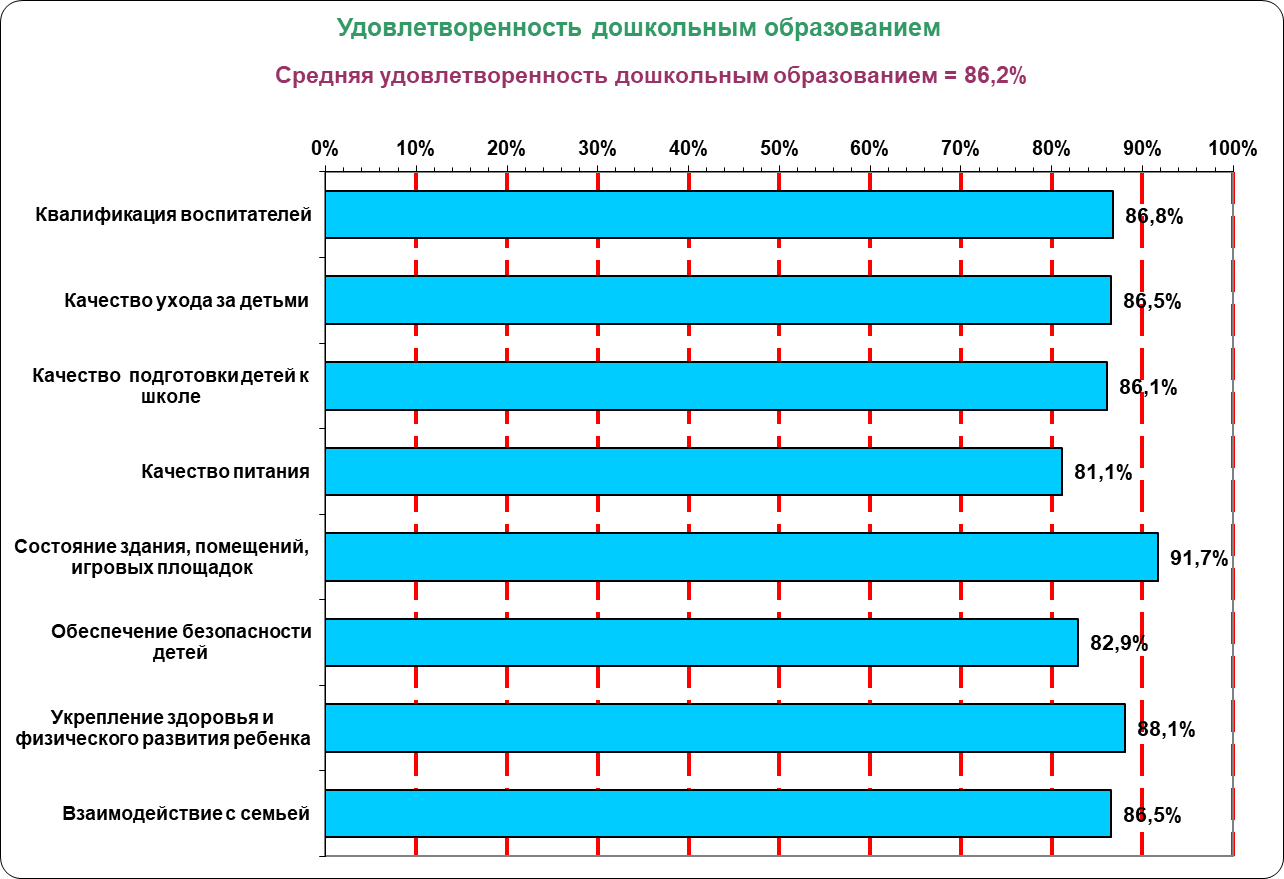 Удовлетворенность дошкольным образованием
Средняя удовлетворенность дошкольным образованием = 86,2%
0% 10% 20% 30% 40% 50% 60% 70% 80% 90% 100%
Квалификация воспитателей 86,8%
Качество ухода за детьми 86,5%
Качество подготовки детей к
школе
86,1%
Качество питания 81,1%
Состояние здания, помещений,
игровых площадок
91,7%
Обеспечение безопасности
детей
82,9%
Укрепление здоровья и
физического развития ребенка
88,1%
Взаимодействие с семьей 86,5%